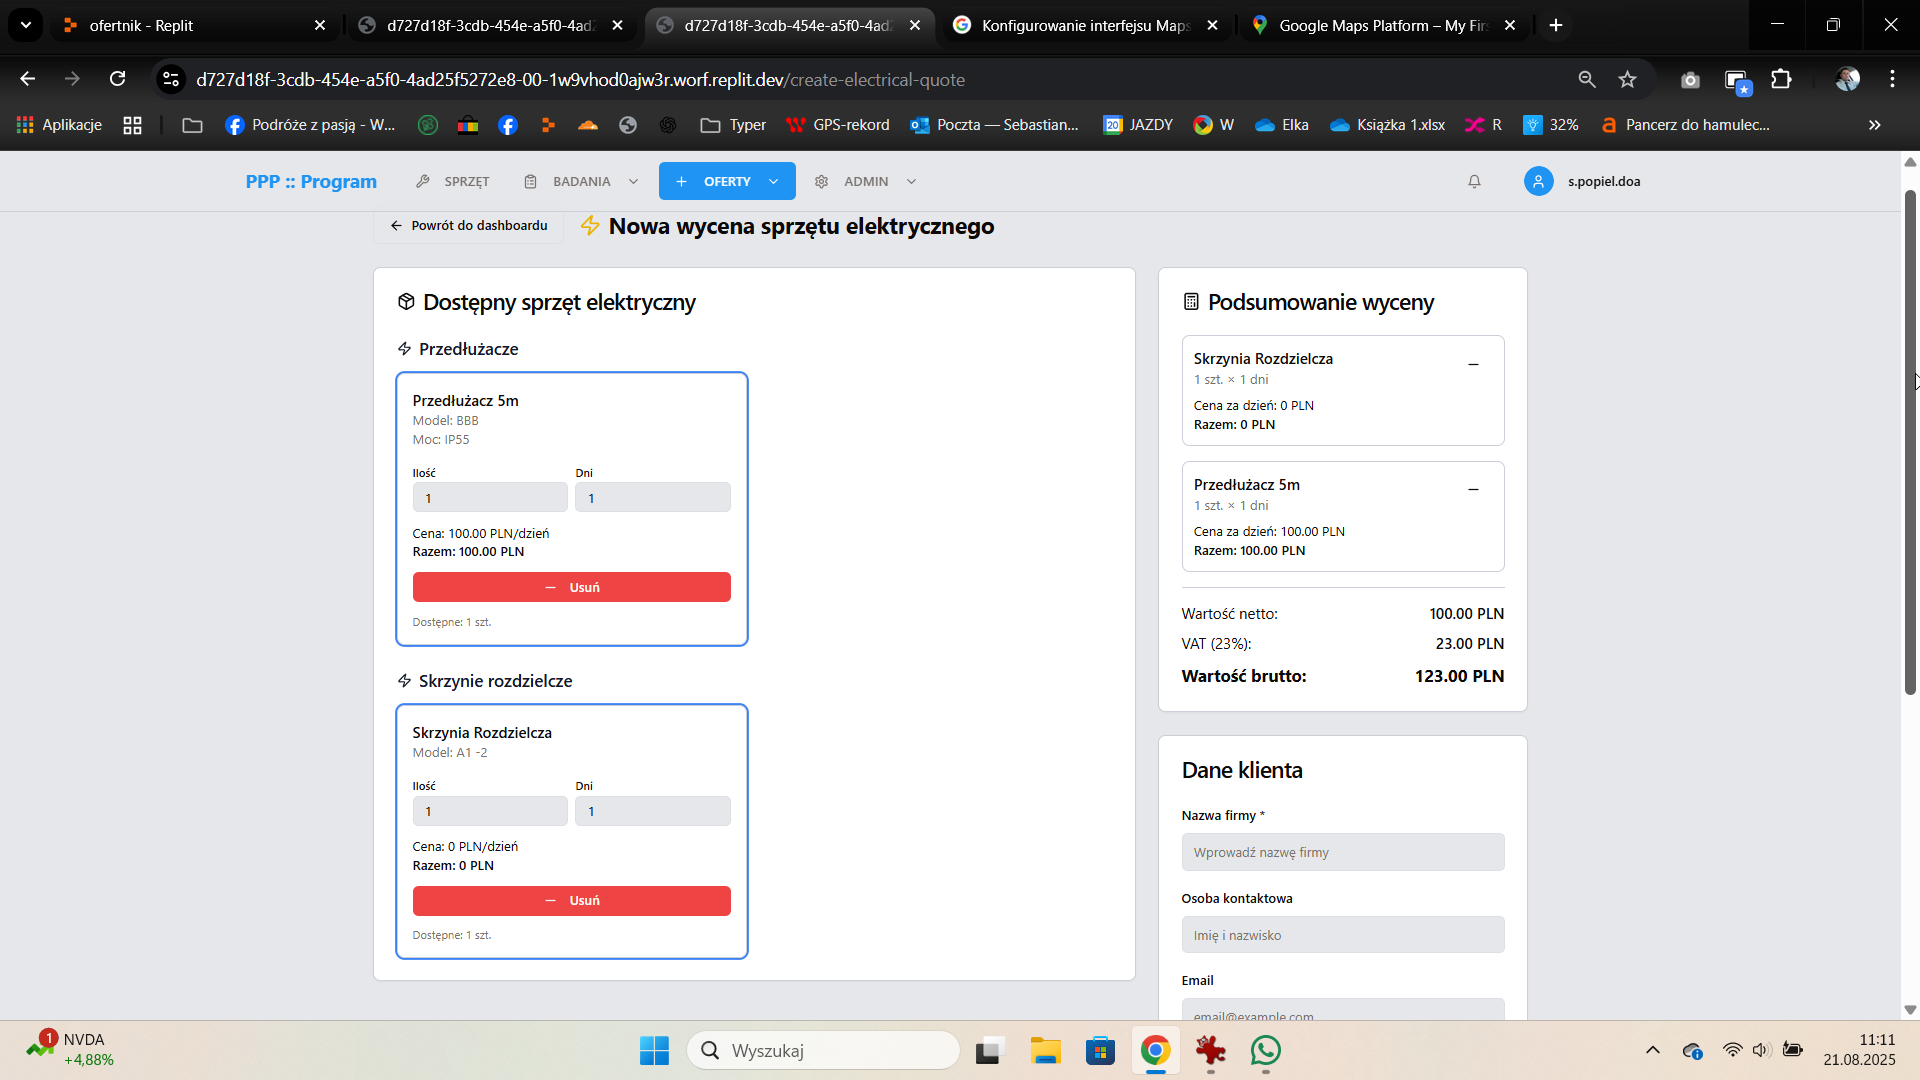 ofertnik - Replit
d727d18f-3cdb-454e-a5f0-4ad2
d727d18f-3cdb-454e-a5f0-4ad2
Konfigurowanie interfejsu Maps
Google Maps Platform – My Firs
d727d18f-3cdb-454e-a5f0-4ad25f5272e8-00-1w9vhod0ajw3r.worf.replit.dev/create-electrical-quote
Aplikacje
Podróże z pasją - W...
Typer
GPS-rekord
Poczta — Sebastian...
20 JAZDY
W
Elka
Książka 1.xlsx
R
32%
Pancerz do hamulec...
PPP :: Program
SPRZĘT
BADANIA
OFERTY
ADMIN
s.popiel.doa
Powrót do dashboardu
Nowa wycena sprzętu elektrycznego
Dostępny sprzęt elektryczny
Przedłużacze
Przedłużacz 5m
Model: BBB
Moc: IP55
Ilość Dni
1 1
Cena: 100.00 PLN/dzień
Razem: 100.00 PLN
Usuń
Dostępne: 1 szt.
Skrzynie rozdzielcze
Skrzynia Rozdzielcza
Model: A1 -2
Ilość Dni
1 1
Cena: 0 PLN/dzień
Razem: 0 PLN
Usuń
Dostępne: 1 szt.
Podsumowanie wyceny
Skrzynia Rozdzielcza
1 szt. × 1 dni
Cena za dzień: 0 PLN
Razem: 0 PLN
Przedłużacz 5m
1 szt. × 1 dni
Cena za dzień: 100.00 PLN
Razem: 100.00 PLN
Wartość netto: 100.00 PLN
VAT (23%): 23.00 PLN
Wartość brutto: 123.00 PLN
Dane klienta
Nazwa firmy *
Wprowadź nazwę firmy
Osoba kontaktowa
Imię i nazwisko
Email
email@example.com
1
NVDA
+4,88%
Wyszukaj
11:11
21.08.2025